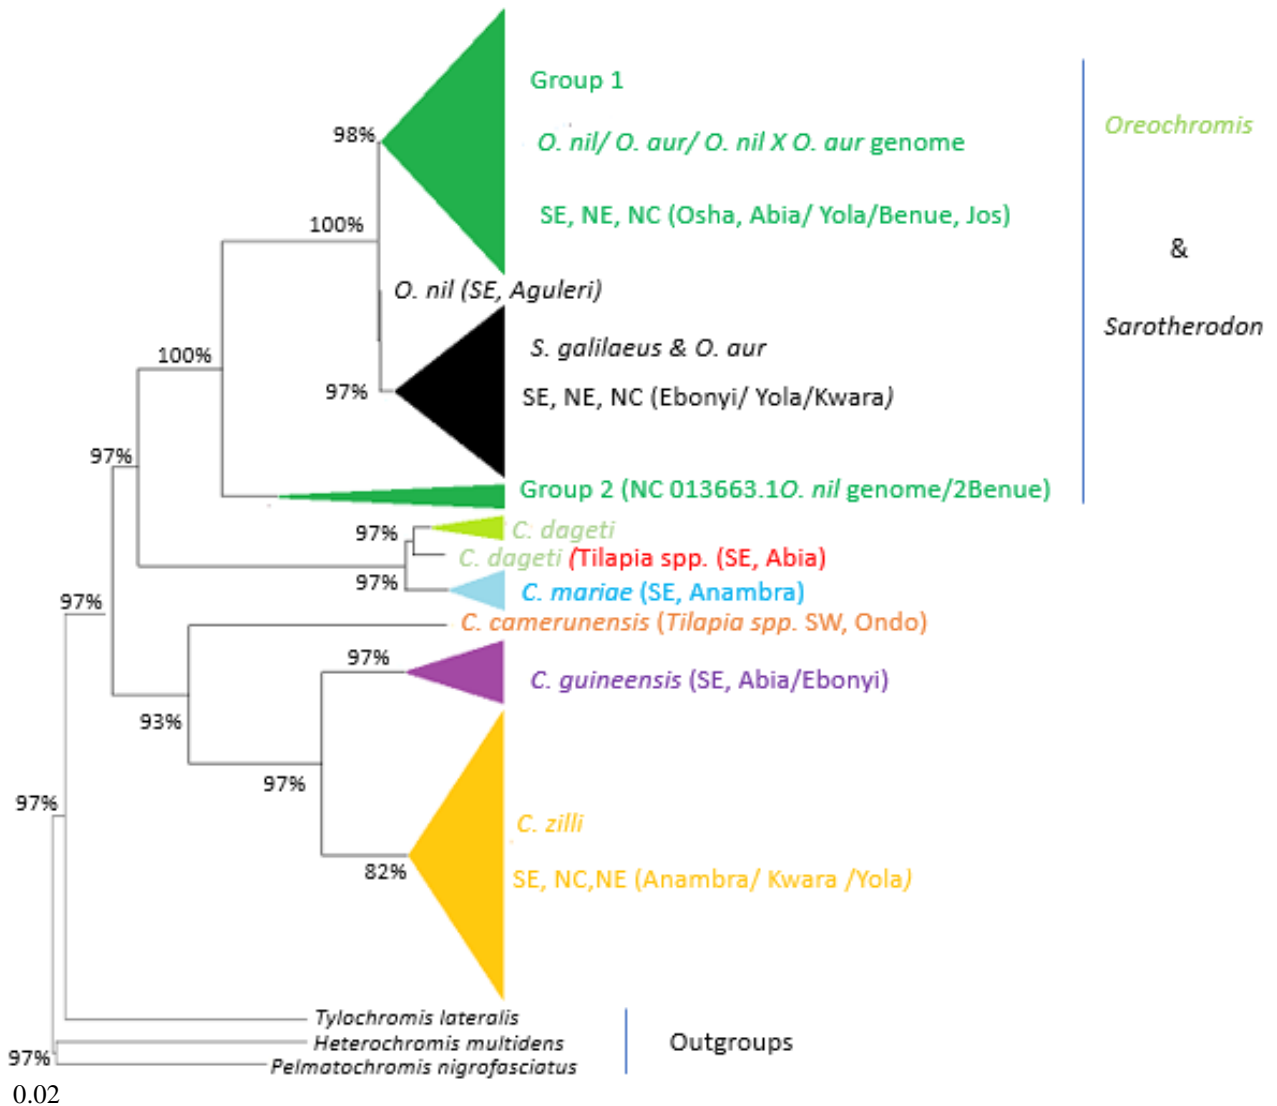 Group 1
Oreochromis
98%
O. nil/ O. aur/ O. nil X O. aur genome
SE, NE, NC (Osha, Abia/ Yola/Benue, Jos)
100%
&
O. nil (SE, Aguleri)
Sarotherodon
S. galilaeus & O. aur
100%
97%
SE, NE, NC (Ebonyi/ Yola/Kwara)
97%
Group 2 (NC 013663.1O. nil genome/2Benue)
97%
C. dageti
C. dageti (Tilapia spp. (SE, Abia)
97%
C. mariae (SE, Anambra)
97%
C. camerunensis (Tilapia spp. SW, Ondo)
97%
C. guineensis (SE, Abia/Ebonyi)
93%
97%
97%
C. zilli
82%
SE, NC,NE (Anambra/ Kwara /Yola)
Tylochromis lateralis
Heterochromis multidens
Outgroups
97%
Pelmatochromis nigrofasciatus
0.02